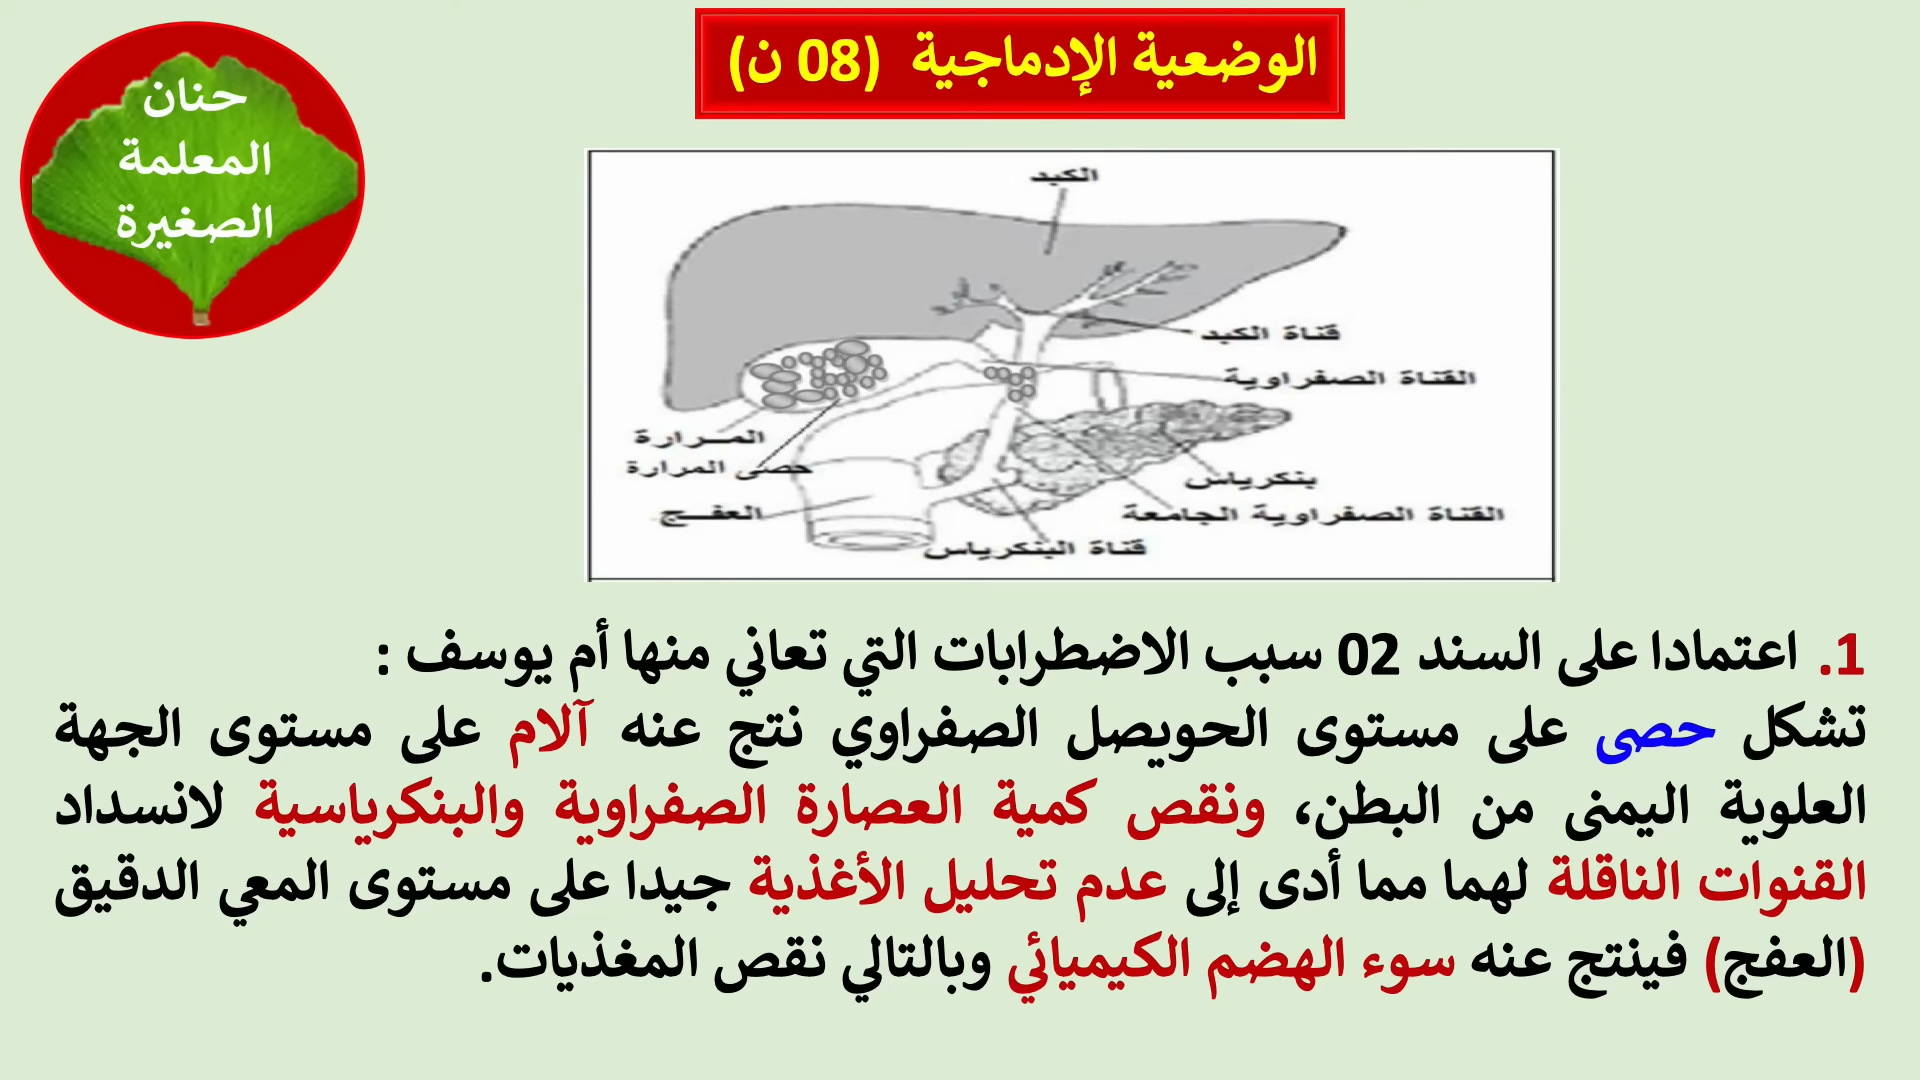 الوضعية الإدماجية (08 ن)
حنان
المعلمة
الصغيرة
الكبد
قناة الكبد
القناة الصفراوية
المرارة
حصى المرارة
بنكرياس
العفج
القناة الصفراوية الجامعة
قناة البنكرياس
1. اعتمادا على السند 02 سبب الاضطرابات التي تعاني منها أم يوسف :
تشكل حصى على مستوى الحويصل الصفراوي نتج عنه آلام على مستوى الجهة
العلوية اليمنى من البطن، ونقص كمية العصارة الصفراوية والبنكرياسية لانسداد
القنوات الناقلة لهما مما أدى إلى عدم تحليل الأغذية جيدا على مستوى المعي الدقيق
(العفج) فينتج عنه سوء الهضم الكيميائي وبالتالي نقص المغذيات.